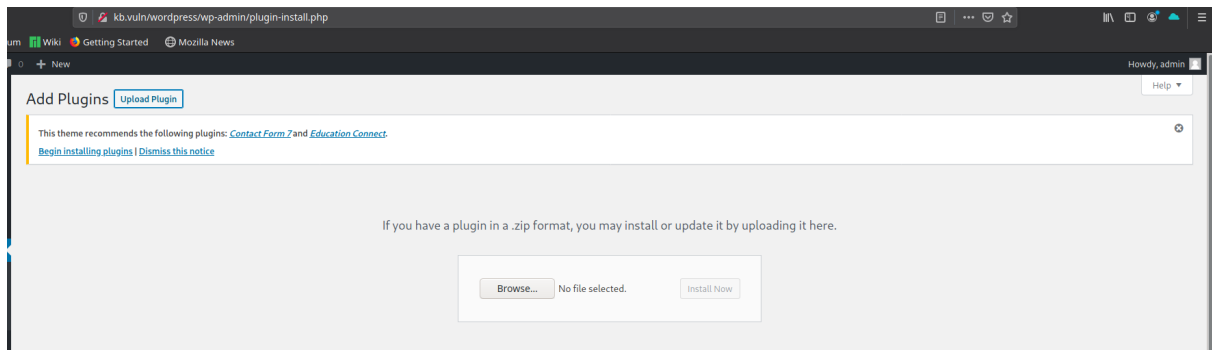 kb.vuln/wordpress/wp-admin/plugin-install.php
um Wiki Getting Started Mozilla News
0 New Howdy, admin
Help
Add Plugins Upload Plugin
This theme recommends the following plugins: Contact Form 7 and Education Connect.
Begin installing plugins | Dismiss this notice
If you have a plugin in a .zip format, you may install or update it by uploading it here.
Browse... No file selected. Install Now